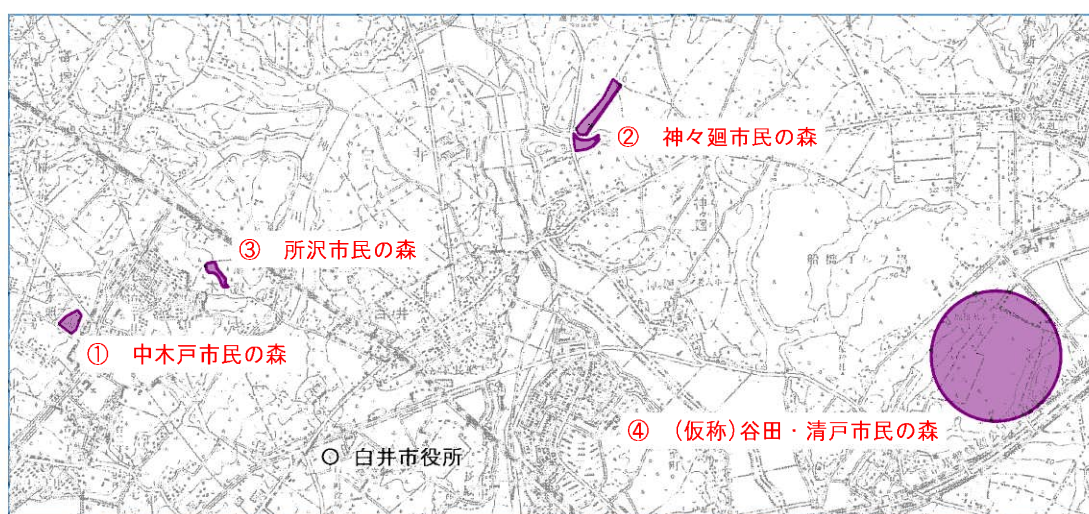 ② 神々廻市民の森
③ 所沢市民の森
① 中木戸市民の森
④ (仮称)谷田・清戸市民の森
白井市役所